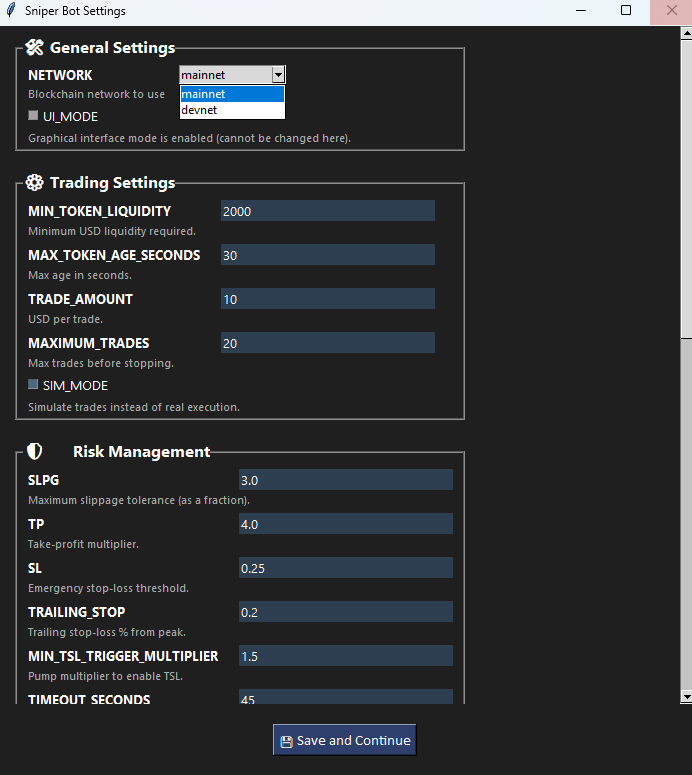 Sniper Bot Settings
General Settings
NETWORK
mainnet
Blockchain network to use
mainnet
devnet
UI_MODE
Graphical interface mode is enabled (cannot be changed here).
Trading Settings
MIN_TOKEN_LIQUIDITY 2000
Minimum USD liquidity required.
MAX_TOKEN_AGE_SECONDS 30
Max age in seconds.
TRADE_AMOUNT 10
USD per trade.
MAXIMUM_TRADES 20
Max trades before stopping.
SIM_MODE
Simulate trades instead of real execution.
Risk Management
SLPG 3.0
Maximum slippage tolerance (as a fraction).
TP 4.0
Take-profit multiplier.
SL 0.25
Emergency stop-loss threshold.
TRAILING_STOP 0.2
Trailing stop-loss % from peak.
MIN_TSL_TRIGGER_MULTIPLIER 1.5
Pump multiplier to enable TSL.
TIMEOUT_SECONDS 45
Save and Continue